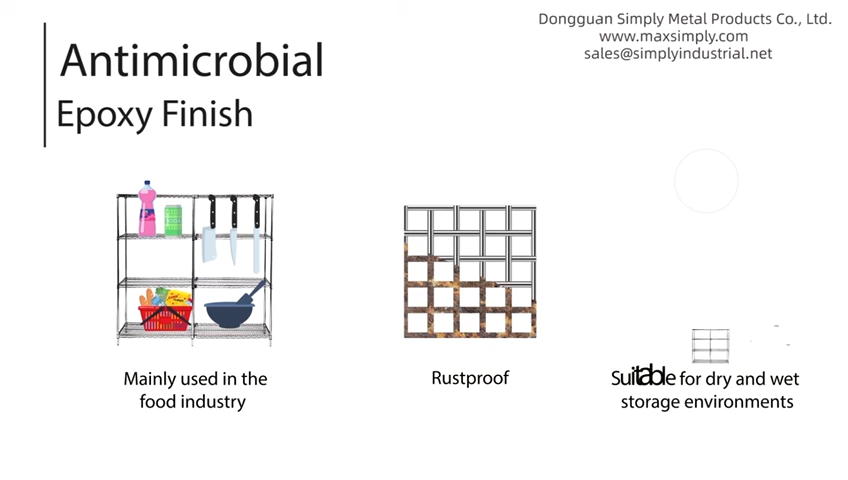 Dongguan Simply Metal Products Co., Ltd.
www.maxsimply.com
sales@simplyindustrial.net
Antimicrobial
Epoxy Finish
Mainly used in the
food industry
Rustproof
Suitable for dry and wet
storage environments